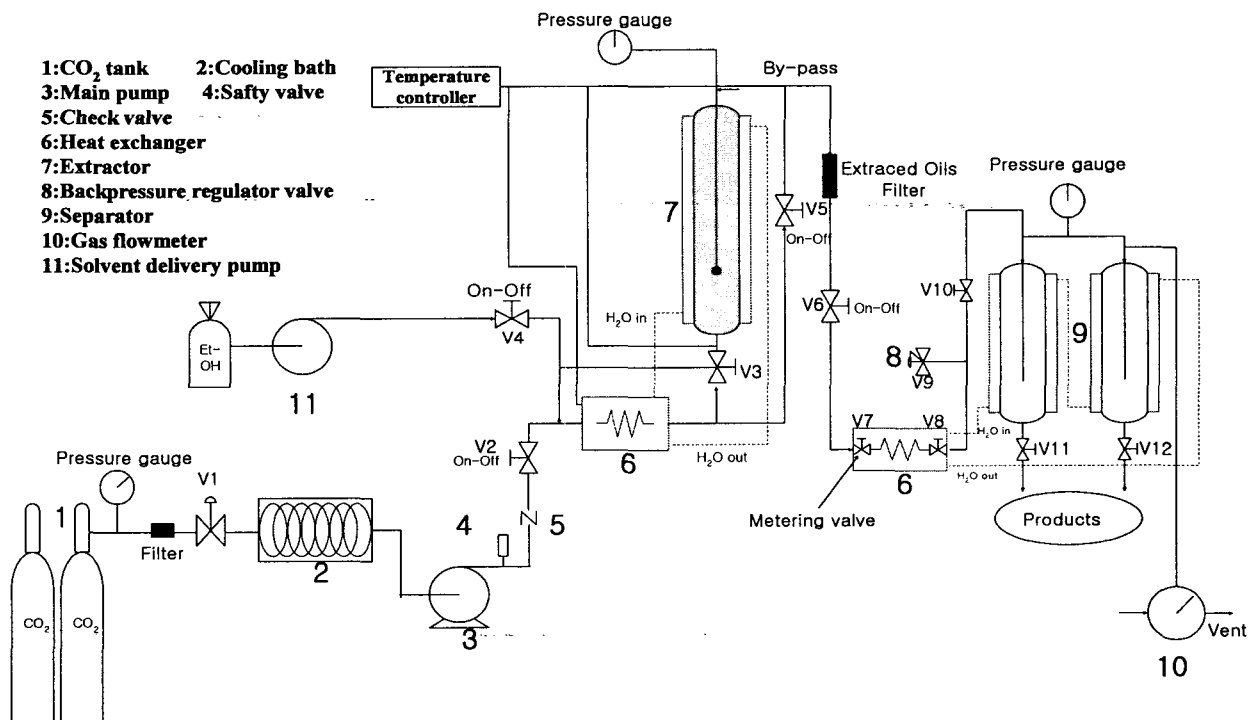 Pressure gauge
1:CO₂ tank 2:Cooling bath
3:Main pump 4:Safty valve
5:Check valve
6:Heat exchanger
7:Extractor
8:Backpressure regulator valve
9:Separator
10:Gas flowmeter
11:Solvent delivery pump
Temperature
controller
By-pass
7
V5
On-Off
Extraced Oils
Filter
Pressure gauge
On-Off
V4
Et-
OH
11
H₂O in
V3
V6
On-Off
V10
9
8
V9
V2
On-Off
6
H₂O out
V7
V8
H₂O in
H₂O out
6
V11
V12
Metering valve
Products
Pressure gauge
V1
1
Filter
2
4
5
3
CO₂
CO₂
Vent
10